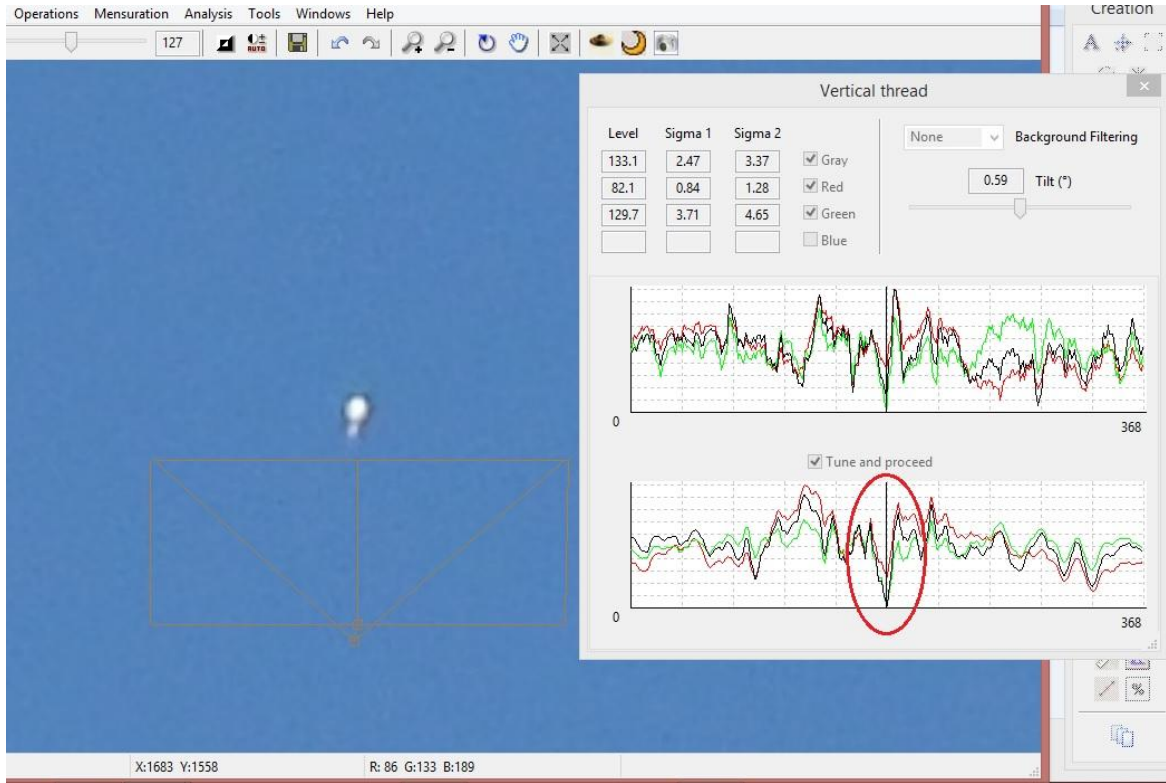 Operations Mensuration Analysis Tools Windows Help
Creation
127
AUTO
A
Vertical thread
Level Sigma 1 Sigma 2
None Background Filtering
133.1 2.47 3.37 Gray
82.1 0.84 1.28 Red
0.59 Tilt (°)
129.7 3.71 4.65 Green
Blue
0
368
Tune and proceed
0
368
%
X:1683 Y:1558
R: 86 G:133 B:189